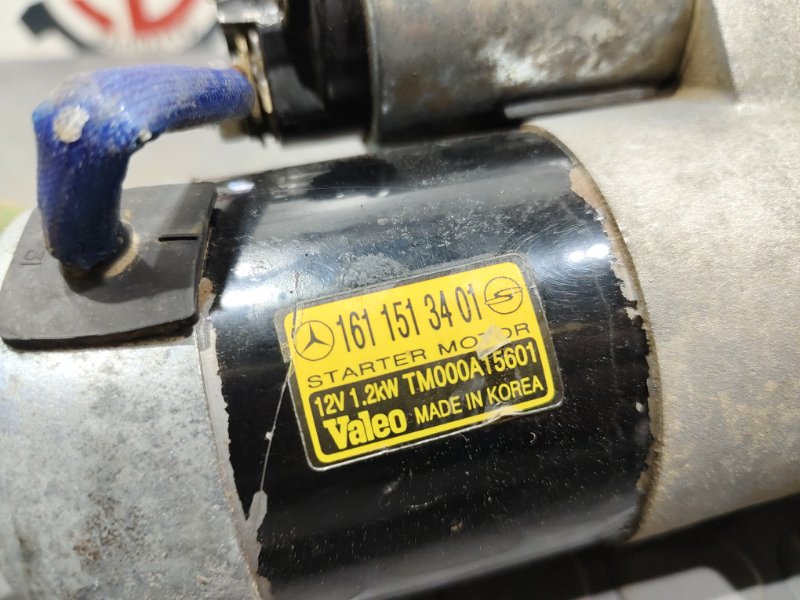 161 151 34 01
STARTER MOTOR
12V 1.2kW TM000A15601
Valeo MADE IN KOREA